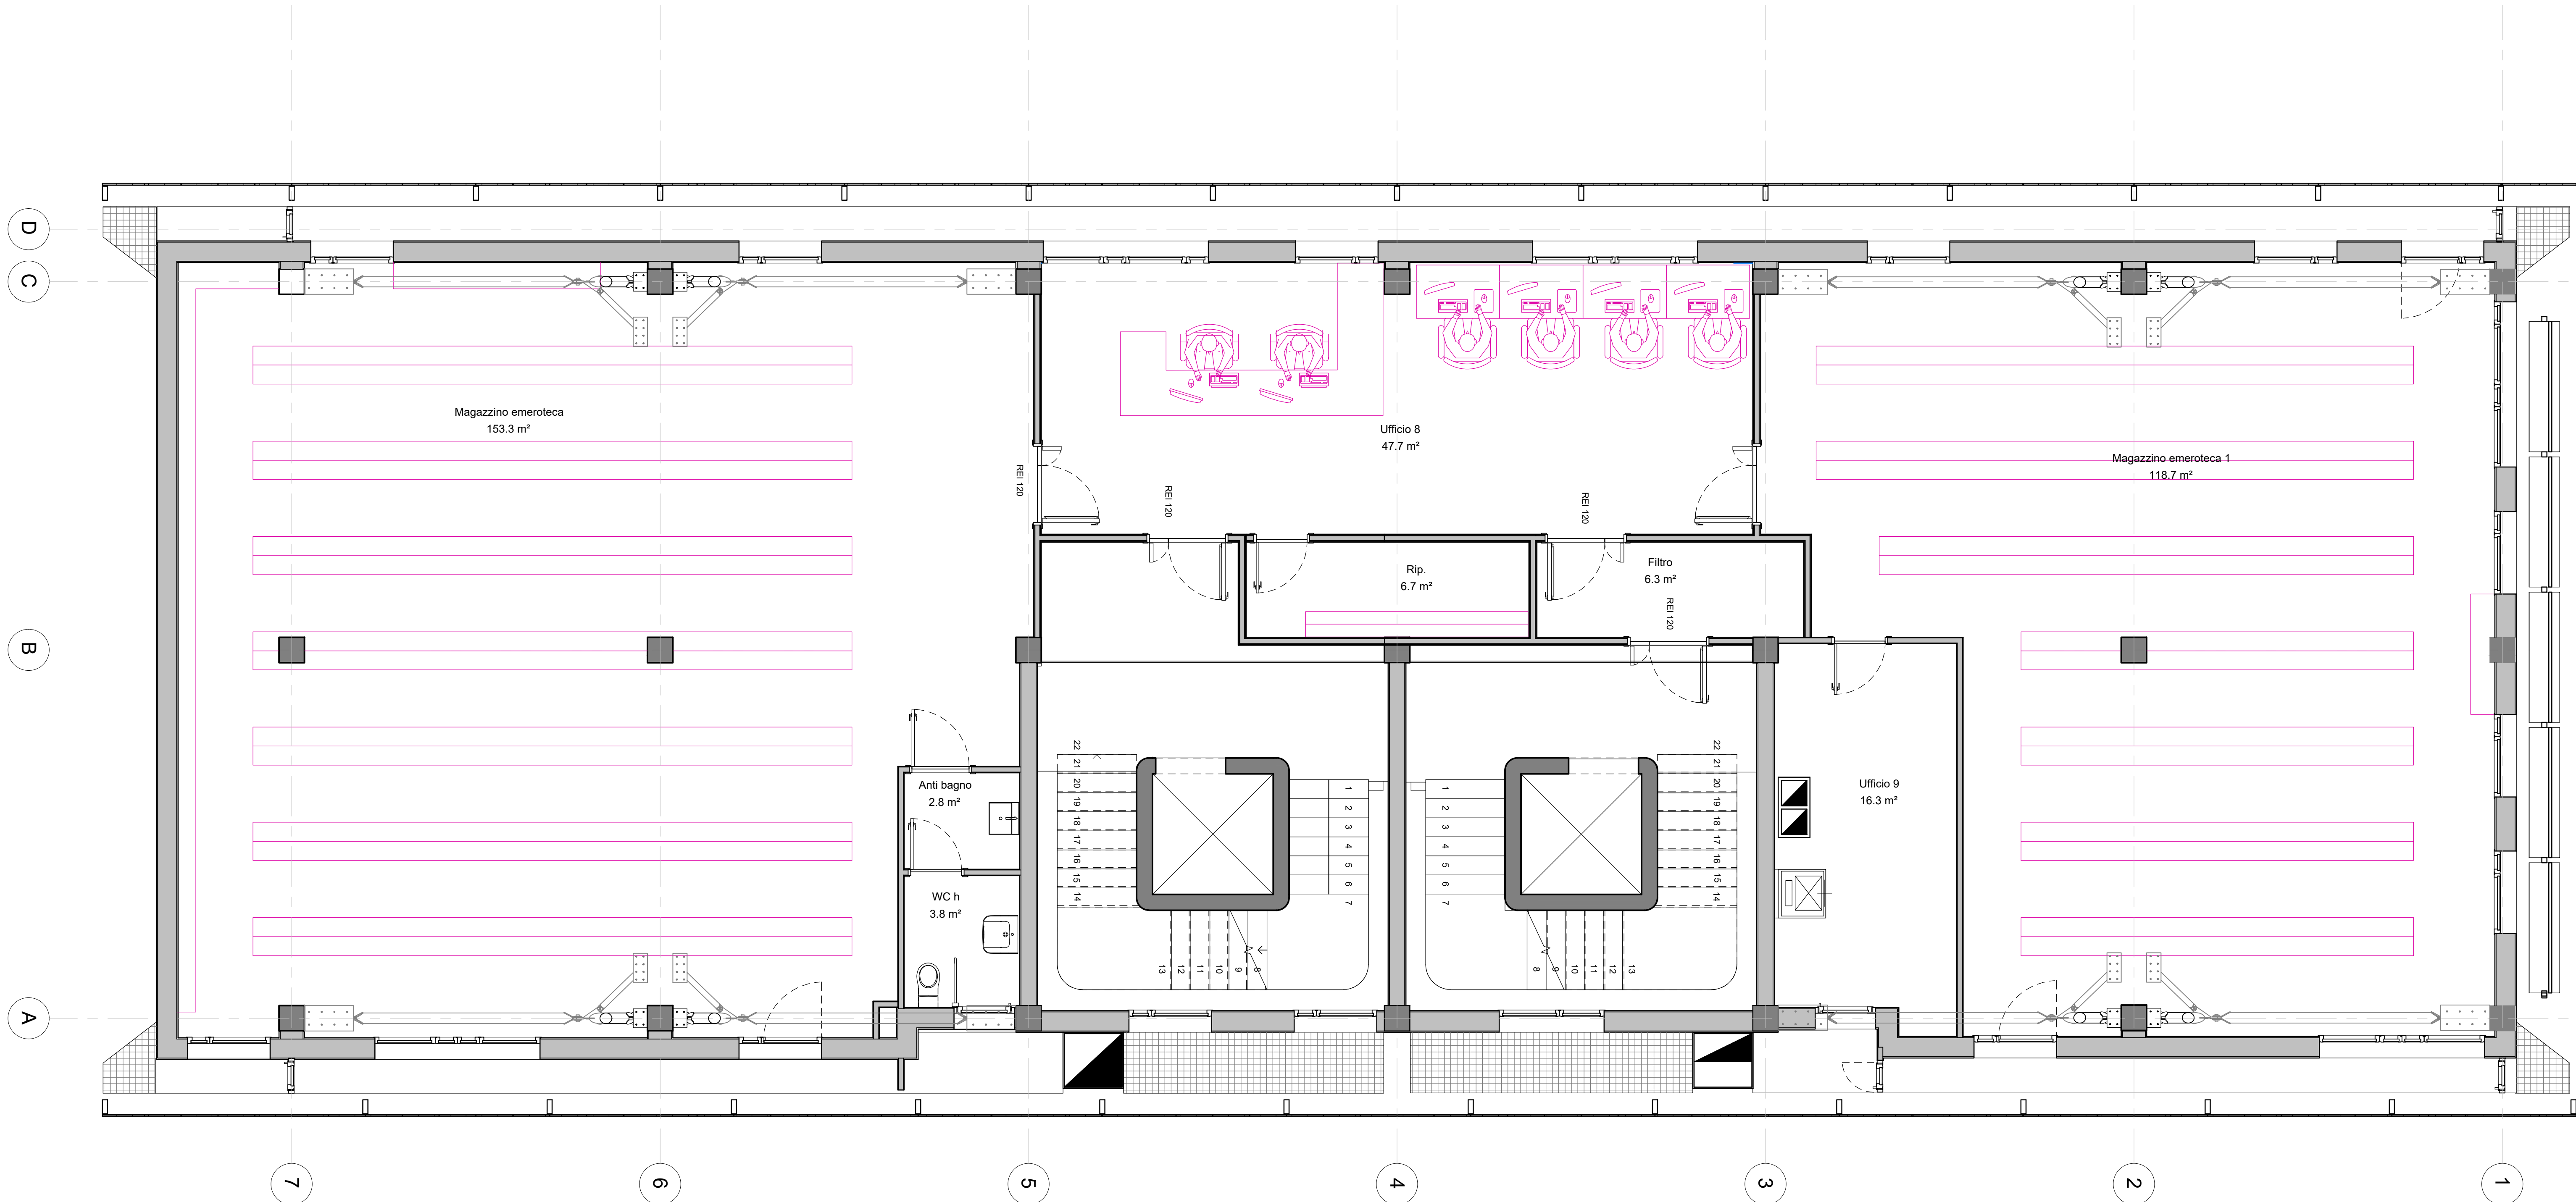 D
C
B
A
Magazzino emeroteca
153.3 m²
REI 120
REI 120
Ufficio 8
47.7 m²
REI 120
Magazzino emeroteca 1
118.7 m²
Rip.
6.7 m²
Filtro
6.3 m²
REI 120
Anti bagno
2.8 m²
WC h
3.8 m²
Ufficio 9
16.3 m²
22
21
20
19
18
17
16
15
14
13
12
11
10
9
8
1
2
3
4
5
6
7
1
2
3
4
5
6
7
8
9
10
11
12
13
22
21
20
19
18
17
16
15
14
7
6
5
4
3
2
1